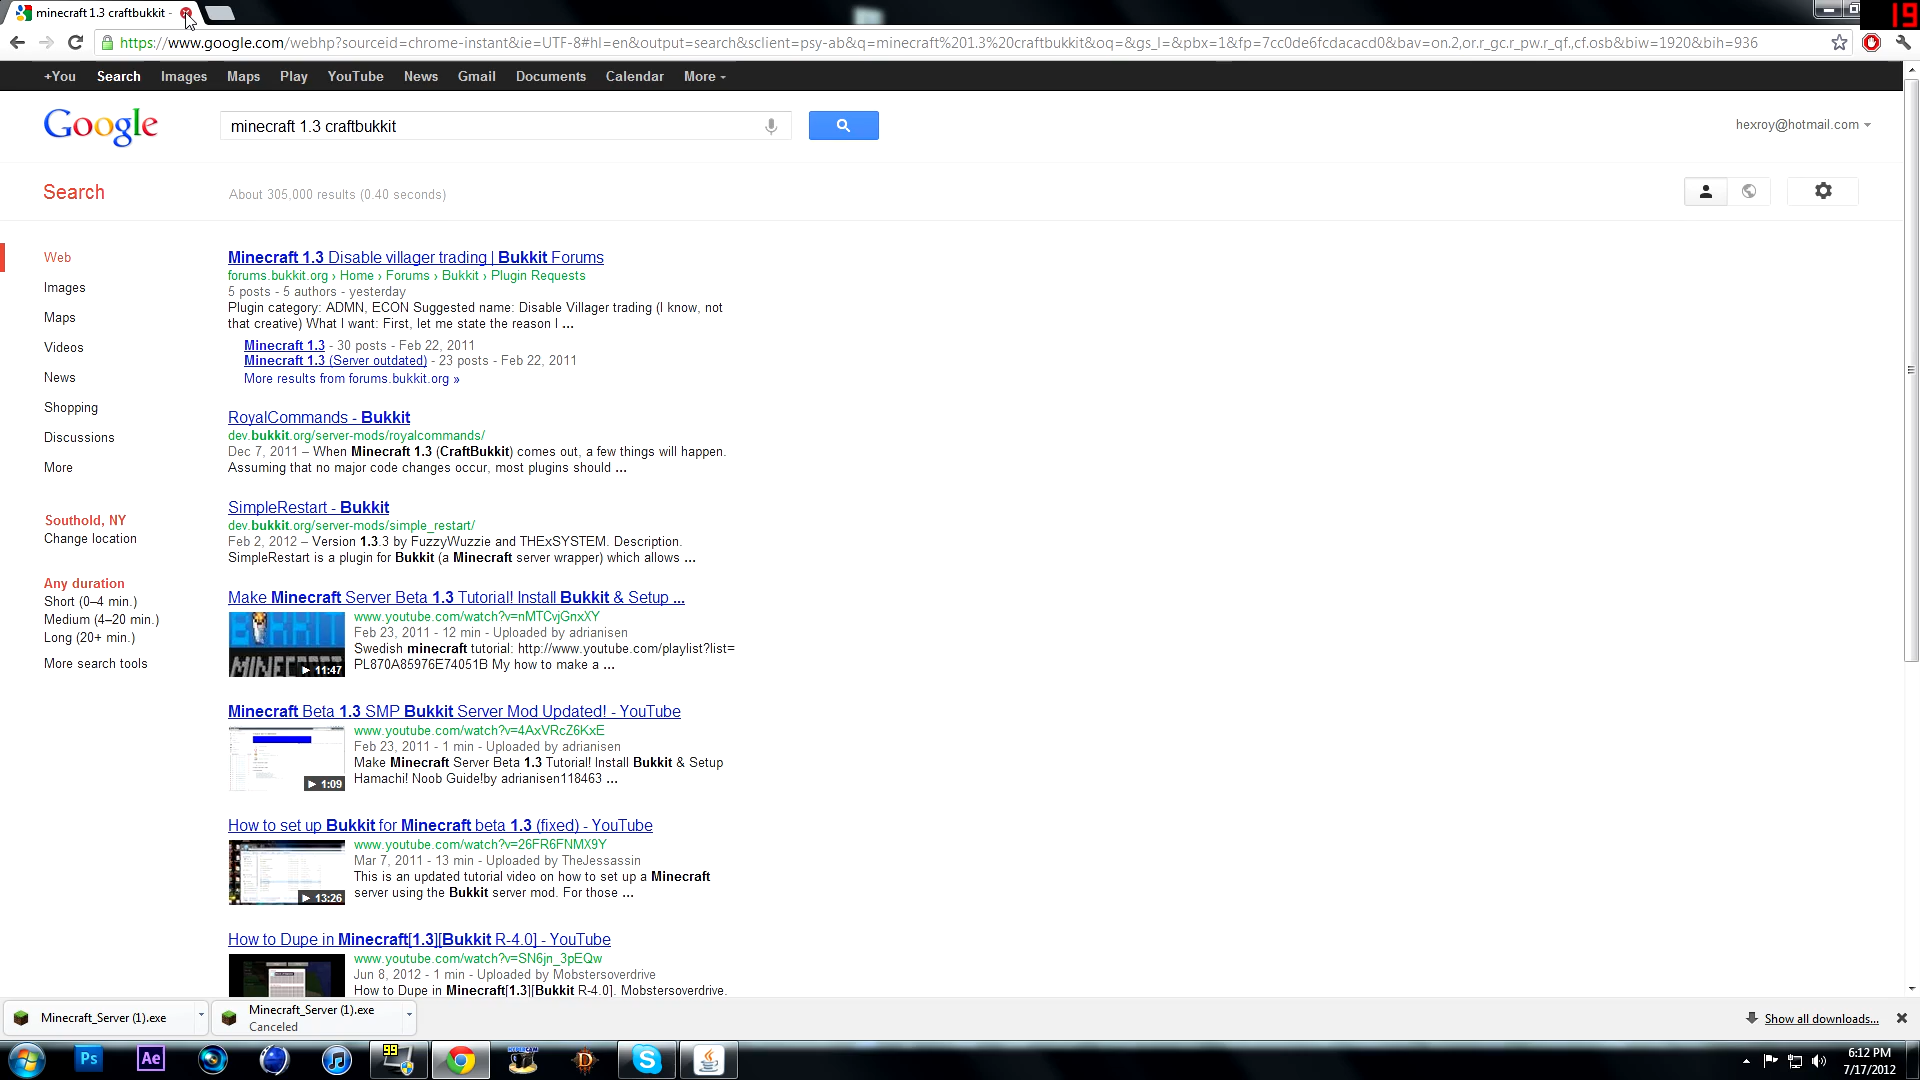 minecraft 1.3 craftbukkit -
19
https://www.google.com/webhp?sourceid=chrome-instant&ie=UTF-8#hl=en&output=search&sclient=psy-ab&q=minecraft%201.3%20craftbukkit&oq=&gs_l=&pbx=1&fp=7cc0de6fcdacacd0&bav=on.2,or.r_gc.r_pw.r_qf.,cf.osb&biw=1920&bih=936
+You Search Images Maps Play YouTube News Gmail Documents Calendar More
Google
minecraft 1.3 craftbukkit
hexroy@hotmail.com
Search
About 305,000 results (0.40 seconds)
Web
Images
Maps
Videos
News
Shopping
Discussions
More
Southold, NY
Change location
Any duration
Short (0–4 min.)
Medium (4–20 min.)
Long (20+ min.)
More search tools
Minecraft 1.3 Disable villager trading | Bukkit Forums
forums.bukkit.org › Home › Forums › Bukkit › Plugin Requests
5 posts - 5 authors - yesterday
Plugin category: ADMN, ECON Suggested name: Disable Villager trading (I know, not
that creative) What I want: First, let me state the reason I ...
Minecraft 1.3 - 30 posts - Feb 22, 2011
Minecraft 1.3 (Server outdated) - 23 posts - Feb 22, 2011
More results from forums.bukkit.org »
RoyalCommands - Bukkit
dev.bukkit.org/server-mods/royalcommands/
Dec 7, 2011 – When Minecraft 1.3 (CraftBukkit) comes out, a few things will happen.
Assuming that no major code changes occur, most plugins should ...
SimpleRestart - Bukkit
dev.bukkit.org/server-mods/simple_restart/
Feb 2, 2012 – Version 1.3.3 by FuzzyWuzzie and THExSYSTEM. Description.
SimpleRestart is a plugin for Bukkit (a Minecraft server wrapper) which allows ...
Make Minecraft Server Beta 1.3 Tutorial! Install Bukkit & Setup ...
www.youtube.com/watch?v=nMTCvjGnxXY
Feb 23, 2011 - 12 min - Uploaded by adrianisen
Swedish minecraft tutorial: http://www.youtube.com/playlist?list=
PL870A85976E74051B My how to make a ...
BUKKIT
MINECRAFT
11:47
Minecraft Beta 1.3 SMP Bukkit Server Mod Updated! - YouTube
www.youtube.com/watch?v=4AxVRcZ6KxE
Feb 23, 2011 - 1 min - Uploaded by adrianisen
Make Minecraft Server Beta 1.3 Tutorial! Install Bukkit & Setup
Hamachi! Noob Guide!by adrianisen118463 ...
1:09
How to set up Bukkit for Minecraft beta 1.3 (fixed) - YouTube
www.youtube.com/watch?v=26FR6FNMX9Y
Mar 7, 2011 - 13 min - Uploaded by TheJessassin
This is an updated tutorial video on how to set up a Minecraft
server using the Bukkit server mod. For those ...
13:26
How to Dupe in Minecraft[1.3][Bukkit R-4.0] - YouTube
www.youtube.com/watch?v=SN6jn_3pEQw
Jun 8, 2012 - 1 min - Uploaded by Mobstersoverdrive
How to Dupe in Minecraft[1.3][Bukkit R-4.0]. Mobstersoverdrive.
Minecraft_Server (1).exe
Minecraft_Server (1).exe
Canceled
Show all downloads...
Ps
Ae
99
6:12 PM
7/17/2012